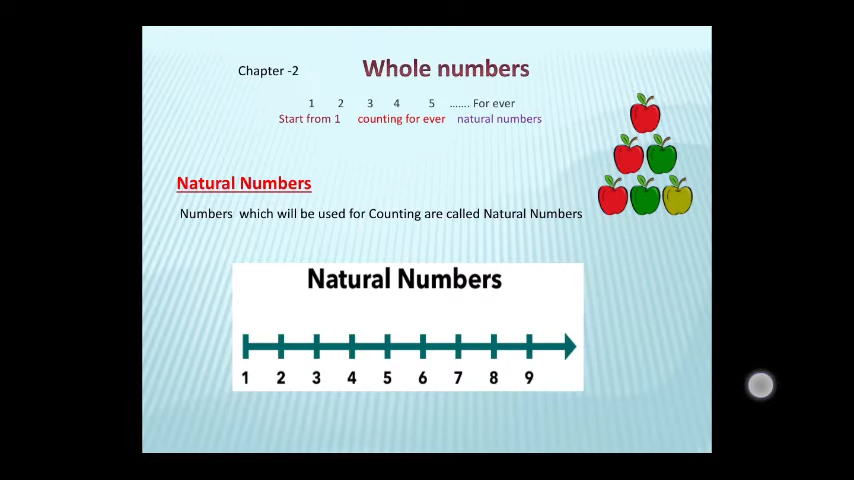 Chapter -2
Whole numbers
1 2 3 4 5 ....... For ever
Start from 1 counting for ever natural numbers
Natural Numbers
Numbers which will be used for Counting are called Natural Numbers
Natural Numbers
1 2 3 4 5 6 7 8 9